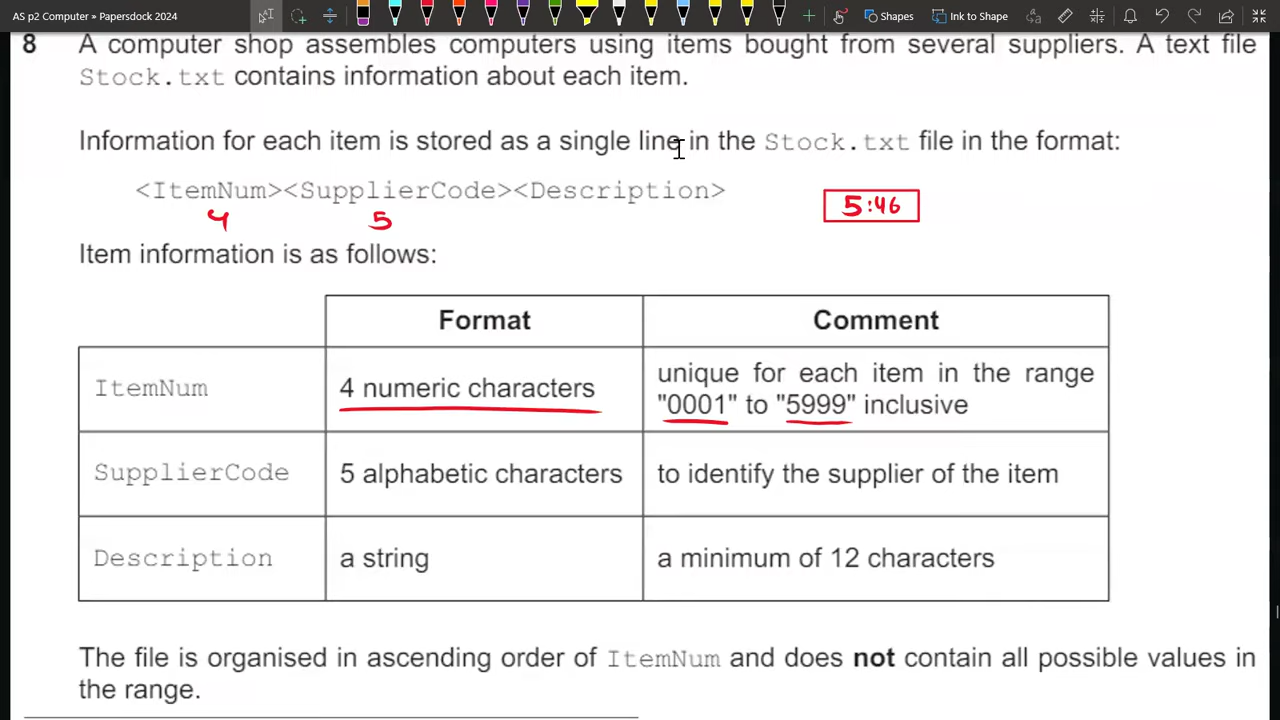 AS p2 Computer » Papersdock 2024
Shapes
Ink to Shape
8 A computer shop assembles computers using items bought from several suppliers. A text file
Stock.txt contains information about each item.
Information for each item is stored as a single line in the Stock.txt file in the format:
<ItemNum><SupplierCode><Description>
5:46
4 5
Item information is as follows:
Format Comment
ItemNum 4 numeric characters unique for each item in the range
"0001" to "5999" inclusive
SupplierCode 5 alphabetic characters to identify the supplier of the item
Description a string a minimum of 12 characters
The file is organised in ascending order of ItemNum and does not contain all possible values in
the range.